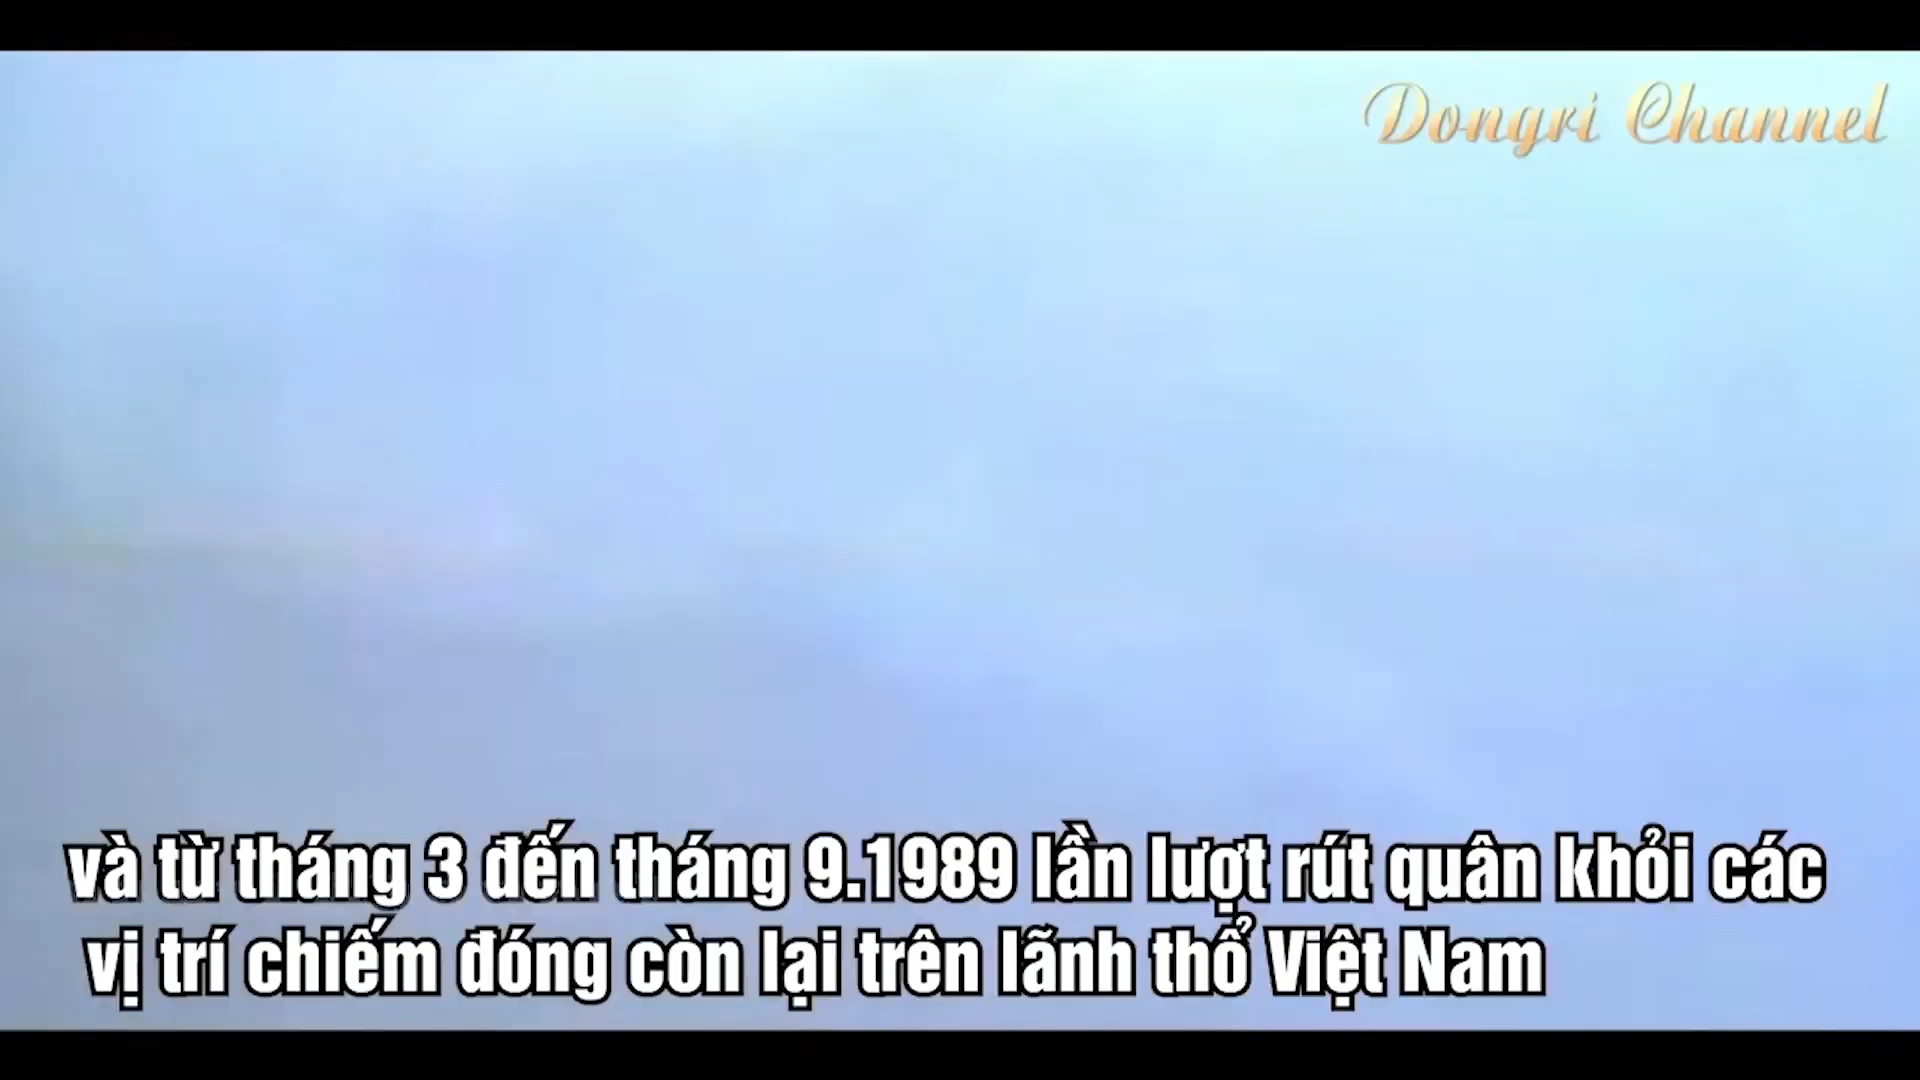 Dongri Channel
và từ tháng 3 đến tháng 9.1989 lần lượt rút quân khỏi các
vị trí chiếm đóng còn lại trên lãnh thổ Việt Nam